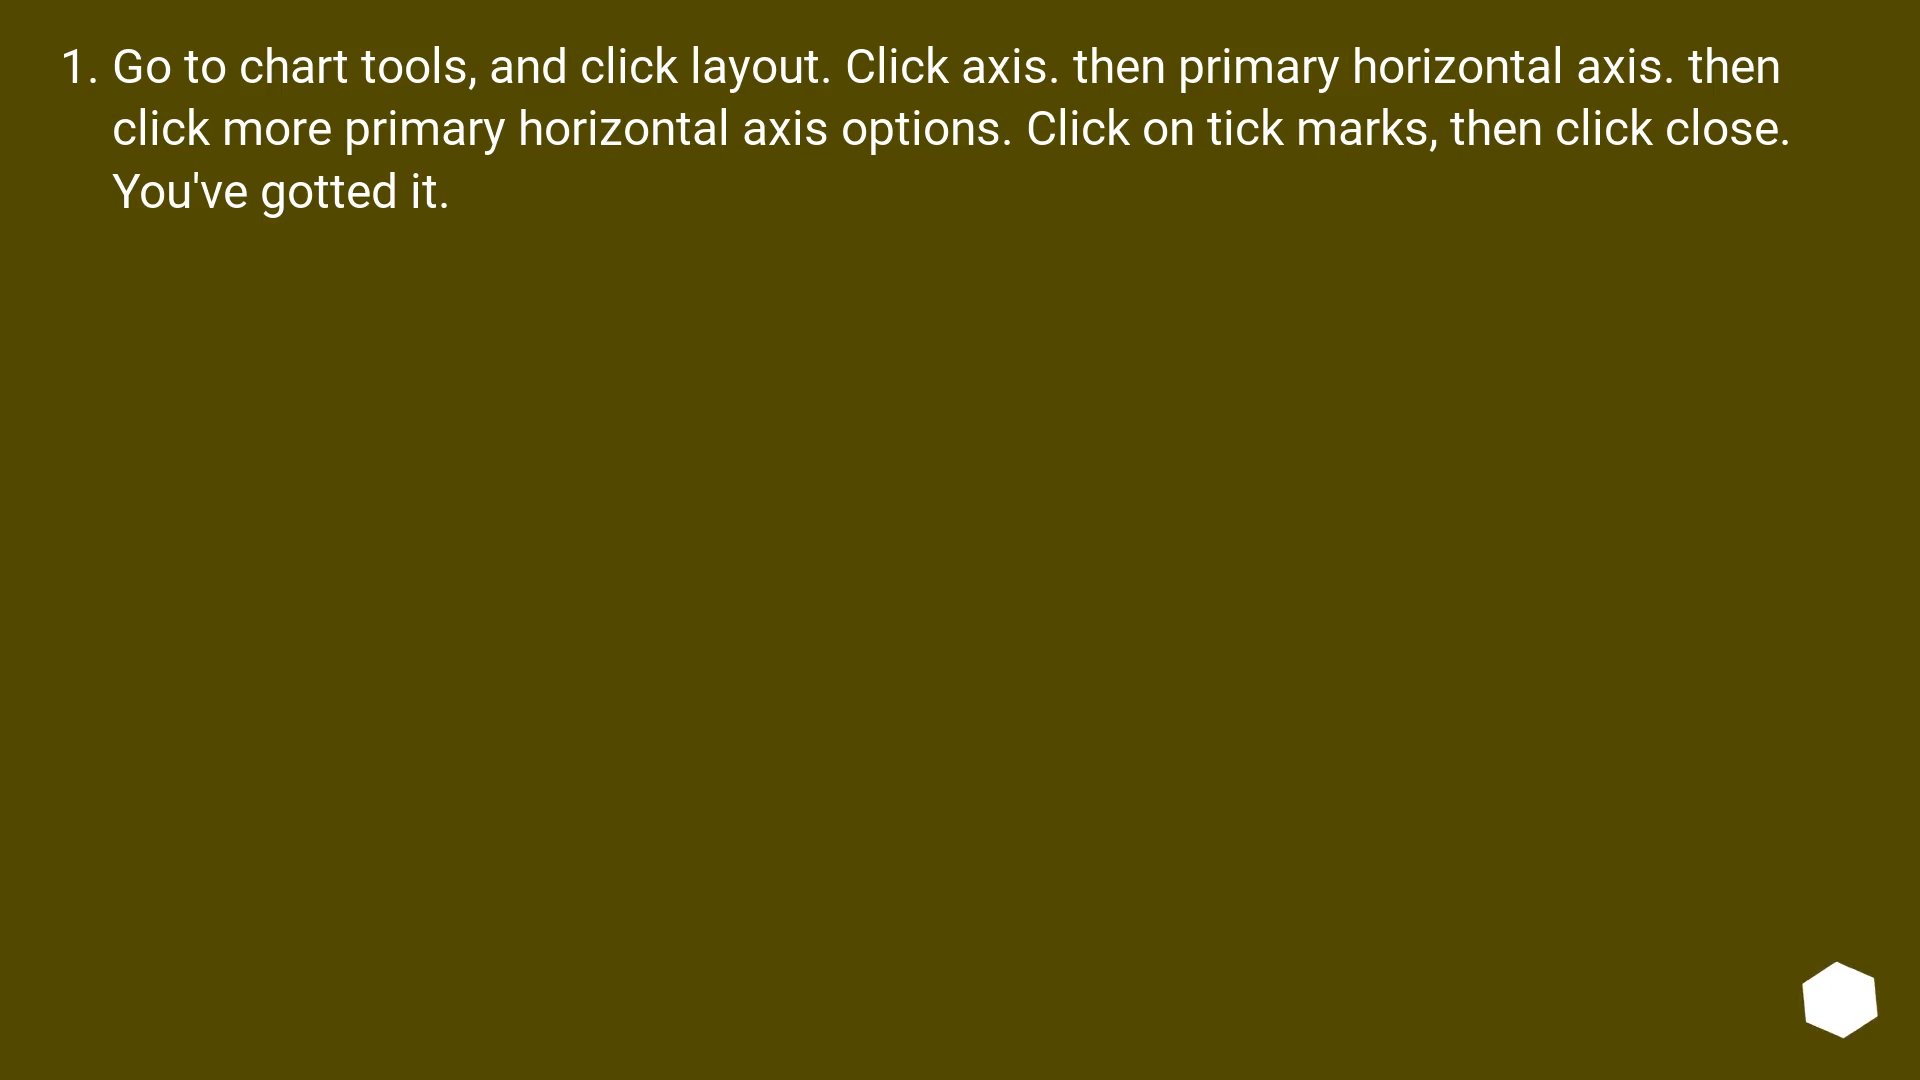 1. Go to chart tools, and click layout. Click axis. then primary horizontal axis. then
click more primary horizontal axis options. Click on tick marks, then click close.
You've gotted it.